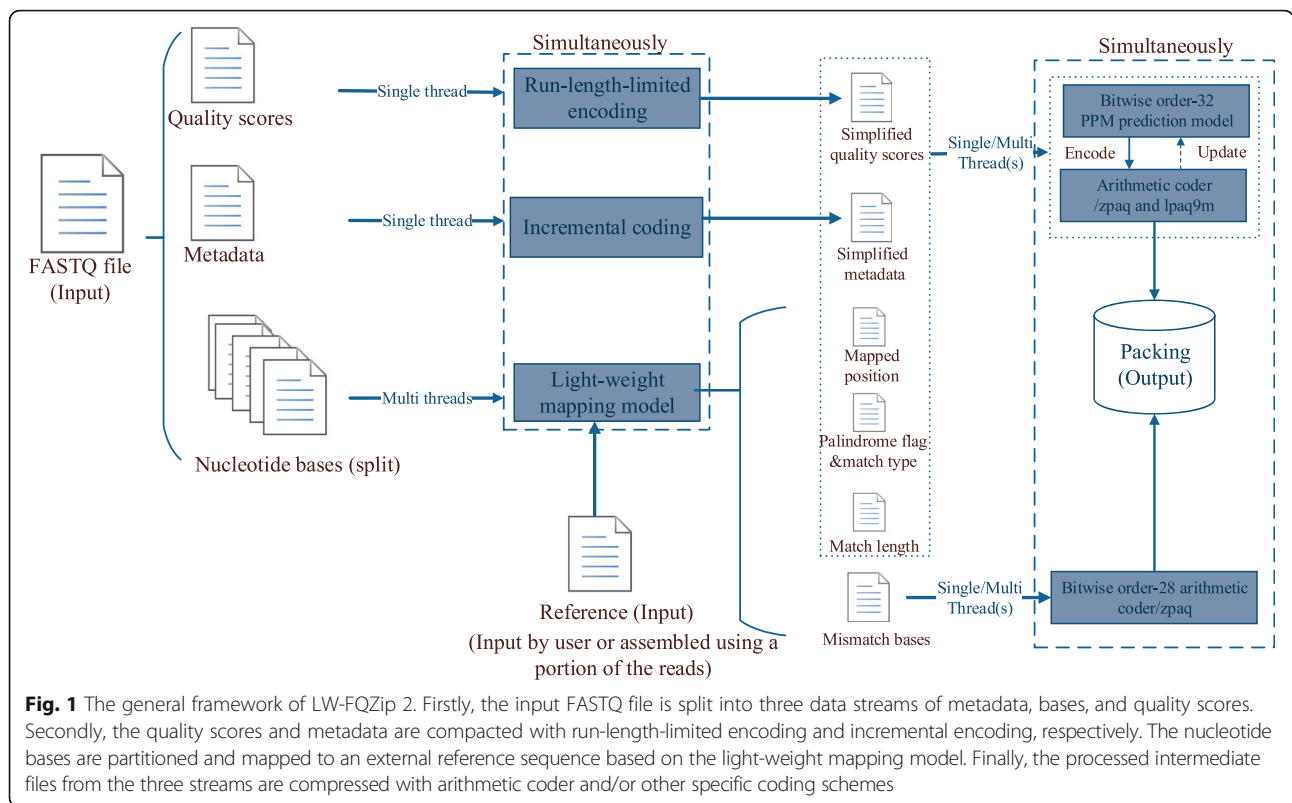 Simultaneously
Simultaneously
Quality scores
Single thread
Run-length-limited
encoding
Simplified
quality scores
Single/Multi
Thread(s)
Bitwise order-32
PPM prediction model
Encode
Update
Arithmetic coder
/zpaq and lpaq9m
FASTQ file
(Input)
Metadata
Single thread
Incremental coding
Simplified
metadata
Nucleotide bases (split)
Multi threads
Light-weight
mapping model
Mapped
position
Palindrome flag
&match type
Match length
Packing
(Output)
Reference (Input)
(Input by user or assembled using a
portion of the reads)
Mismatch bases
Single/Multi
Thread(s)
Bitwise order-28 arithmetic
coder/zpaq
Fig. 1 The general framework of LW-FQZip 2. Firstly, the input FASTQ file is split into three data streams of metadata, bases, and quality scores.
Secondly, the quality scores and metadata are compacted with run-length-limited encoding and incremental encoding, respectively. The nucleotide
bases are partitioned and mapped to an external reference sequence based on the light-weight mapping model. Finally, the processed intermediate
files from the three streams are compressed with arithmetic coder and/or other specific coding schemes